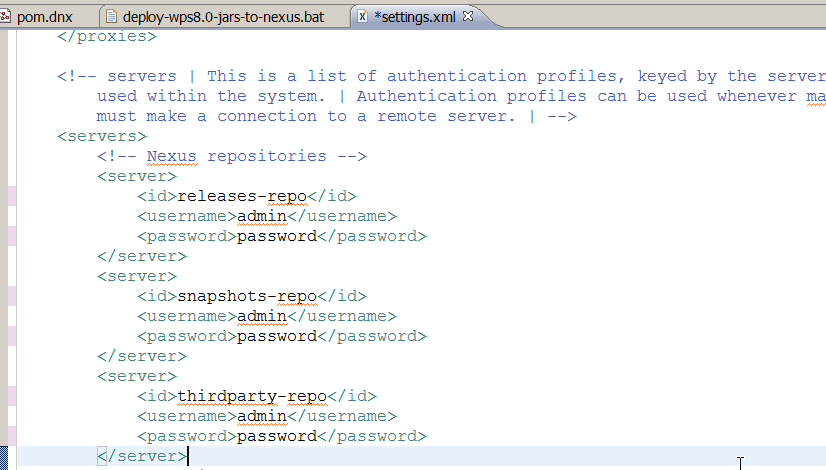 pom.dnx deploy-wps8.0-jars-to-nexus.bat *settings.xml
</proxies>
<!-- servers | This is a list of authentication profiles, keyed by the server
used within the system. | Authentication profiles can be used whenever ma
must make a connection to a remote server. | -->
<servers>
<!-- Nexus repositories -->
<server>
<id>releases-repo</id>
<username>admin</username>
<password>password</password>
</server>
<server>
<id>snapshots-repo</id>
<username>admin</username>
<password>password</password>
</server>
<server>
<id>thirdparty-repo</id>
<username>admin</username>
<password>password</password>
</server>